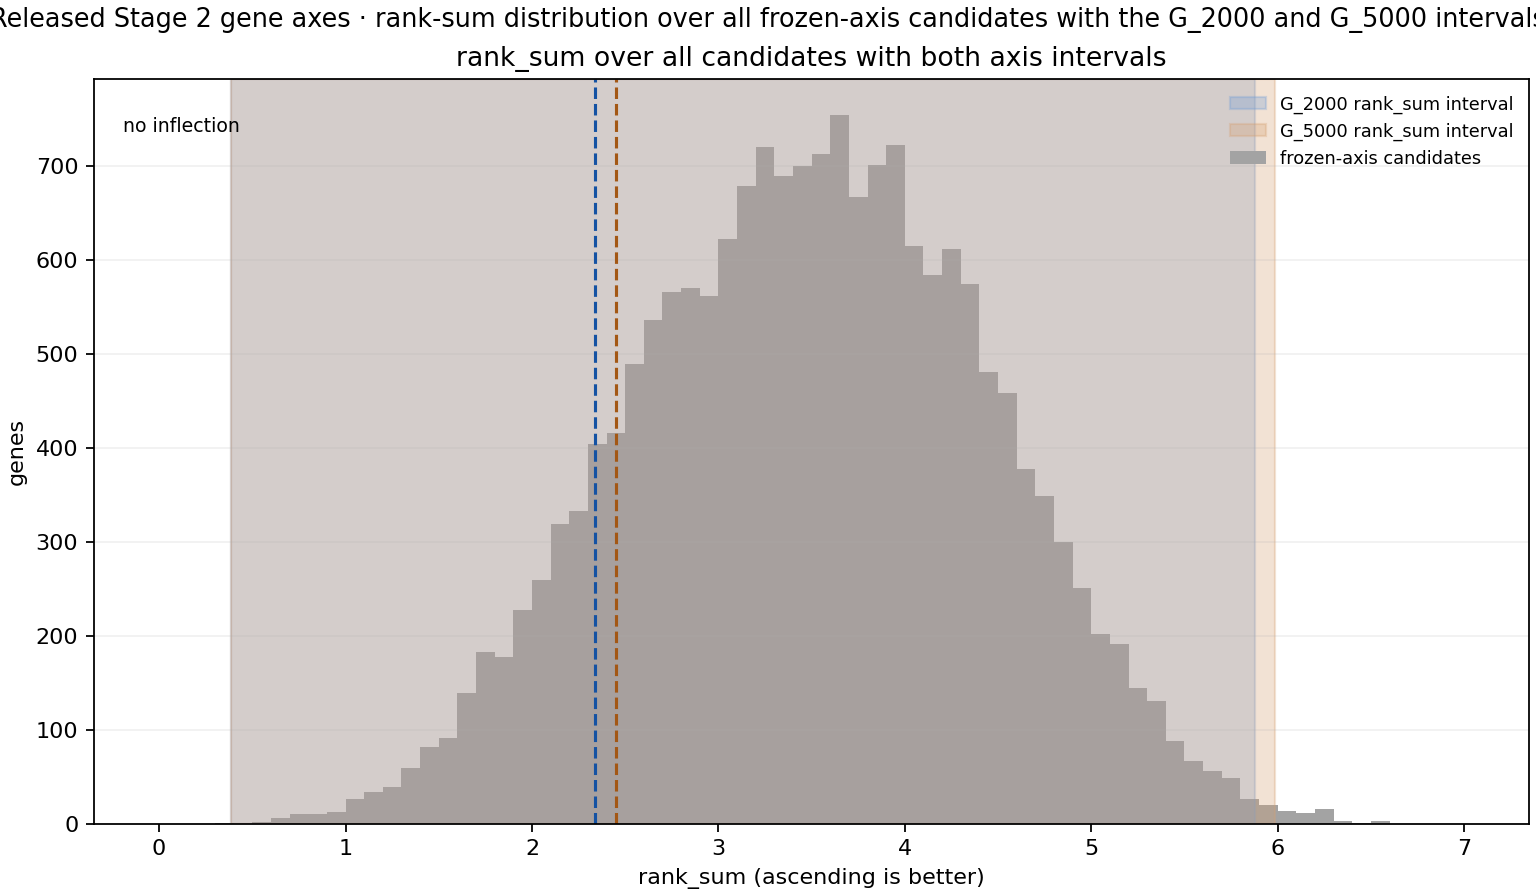 Released Stage 2 gene axes · rank-sum distribution over all frozen-axis candidates with the G_2000 and G_5000 intervals
rank_sum over all candidates with both axis intervals
no inflection
G_2000 rank_sum interval
G_5000 rank_sum interval
frozen-axis candidates
genes
700
600
500
400
300
200
100
0
0 1 2 3 4 5 6 7
rank_sum (ascending is better)